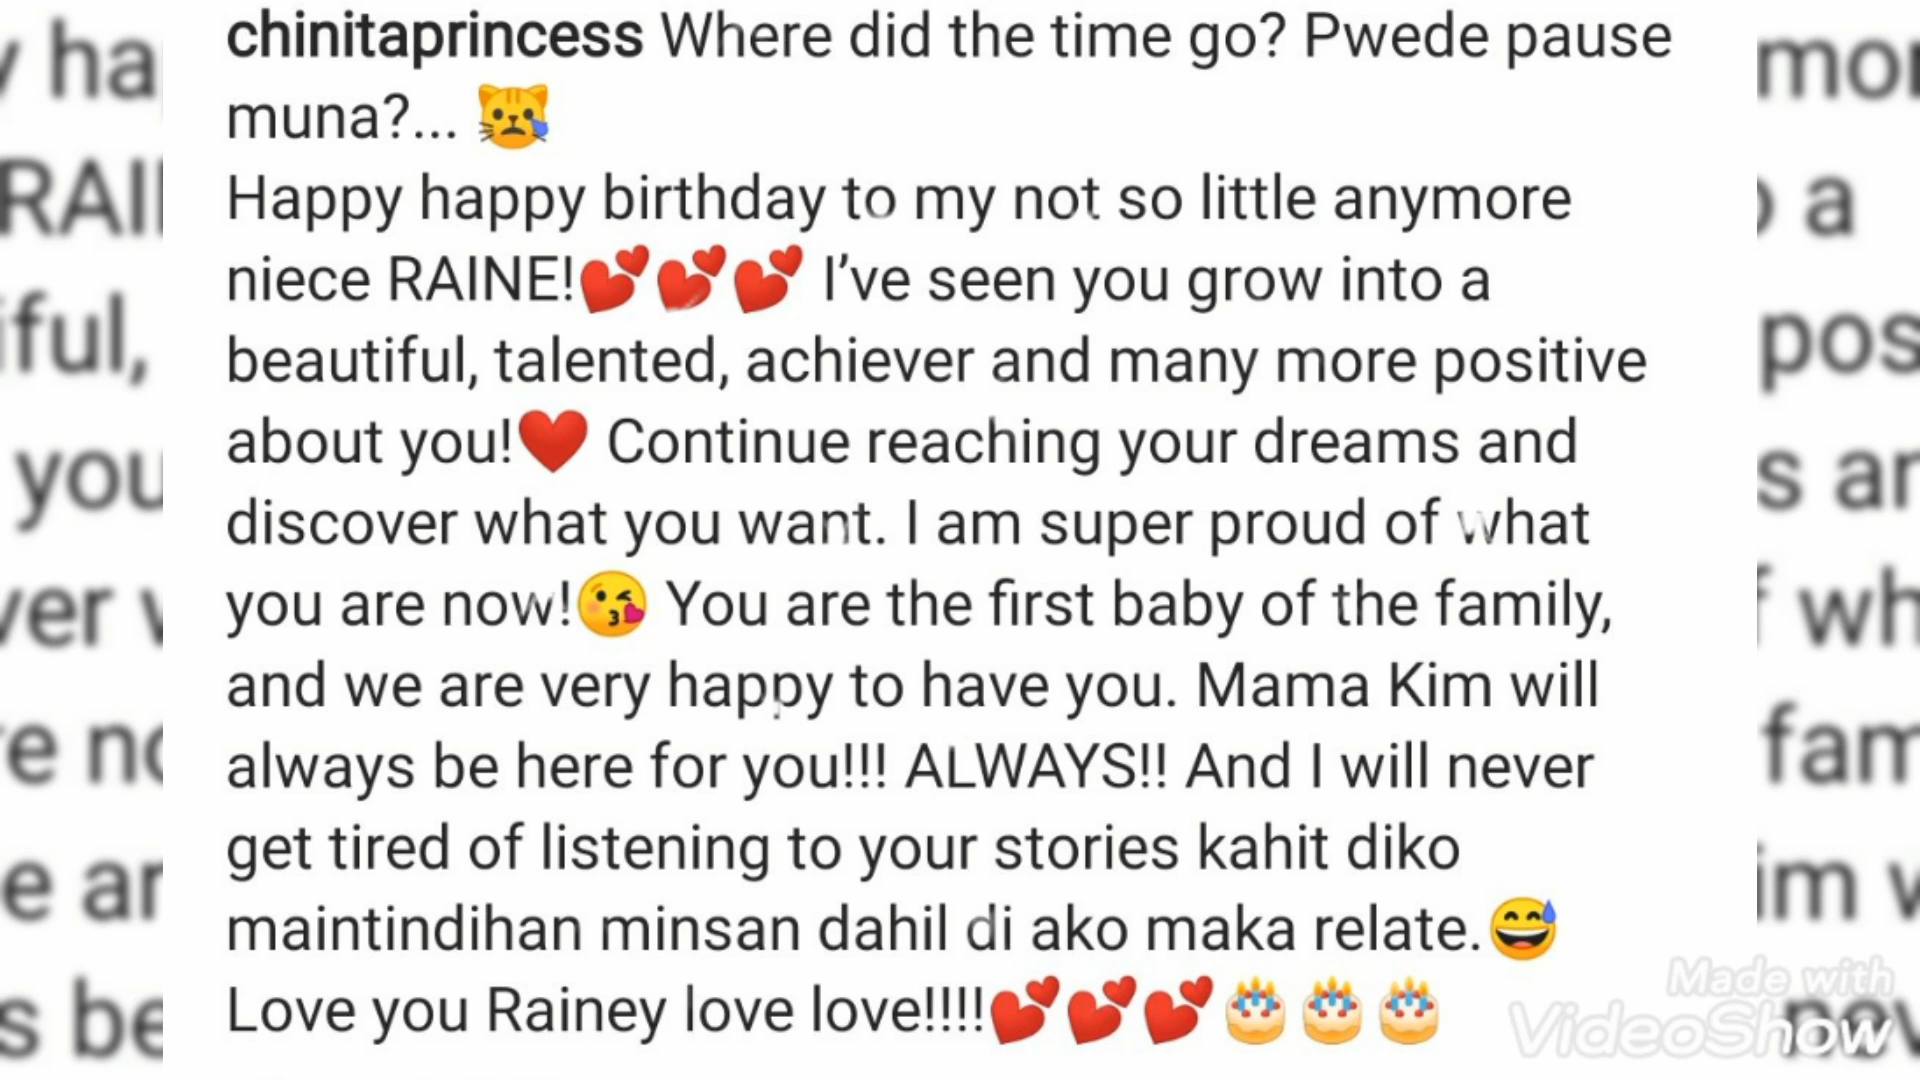 chinitaprincess Where did the time go? Pwede pause
muna?... 😿
Happy happy birthday to my not so little anymore
niece RAINE!💕💕💕 I've seen you grow into a
beautiful, talented, achiever and many more positive
about you!❤️ Continue reaching your dreams and
discover what you want. I am super proud of what
you are now!😘 You are the first baby of the family,
and we are very happy to have you. Mama Kim will
always be here for you!!! ALWAYS!! And I will never
get tired of listening to your stories kahit diko
maintindihan minsan dahil di ako maka relate.😅
Love you Rainey love love!!!!💕💕💕🎂🎂🎂
Made with
VideoShow